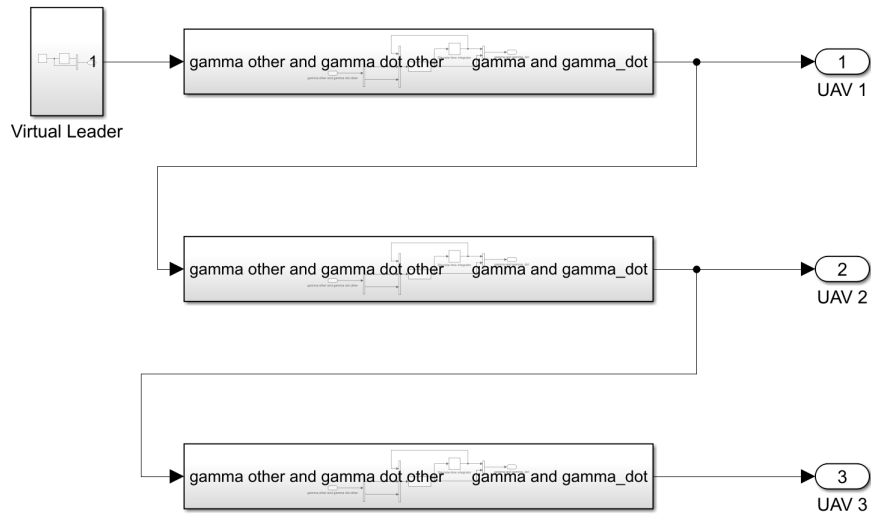 1
Virtual Leader
gamma other and gamma dot other
gamma and gamma_dot
1
UAV 1
gamma other and gamma dot other
gamma and gamma_dot
2
UAV 2
gamma other and gamma dot other
gamma and gamma_dot
3
UAV 3